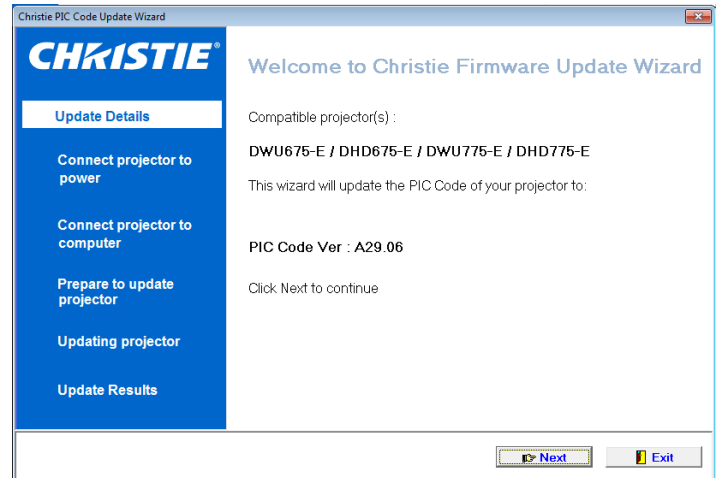 Christie PIC Code Update Wizard
CHRISTIE®
Welcome to Christie Firmware Update Wizard
Update Details
Connect projector to
power
Connect projector to
computer
Prepare to update
projector
Updating projector
Update Results
Compatible projector(s) :
DWU675-E / DHD675-E / DWU775-E / DHD775-E
This wizard will update the PIC Code of your projector to:
PIC Code Ver : A29.06
Click Next to continue
Next
Exit